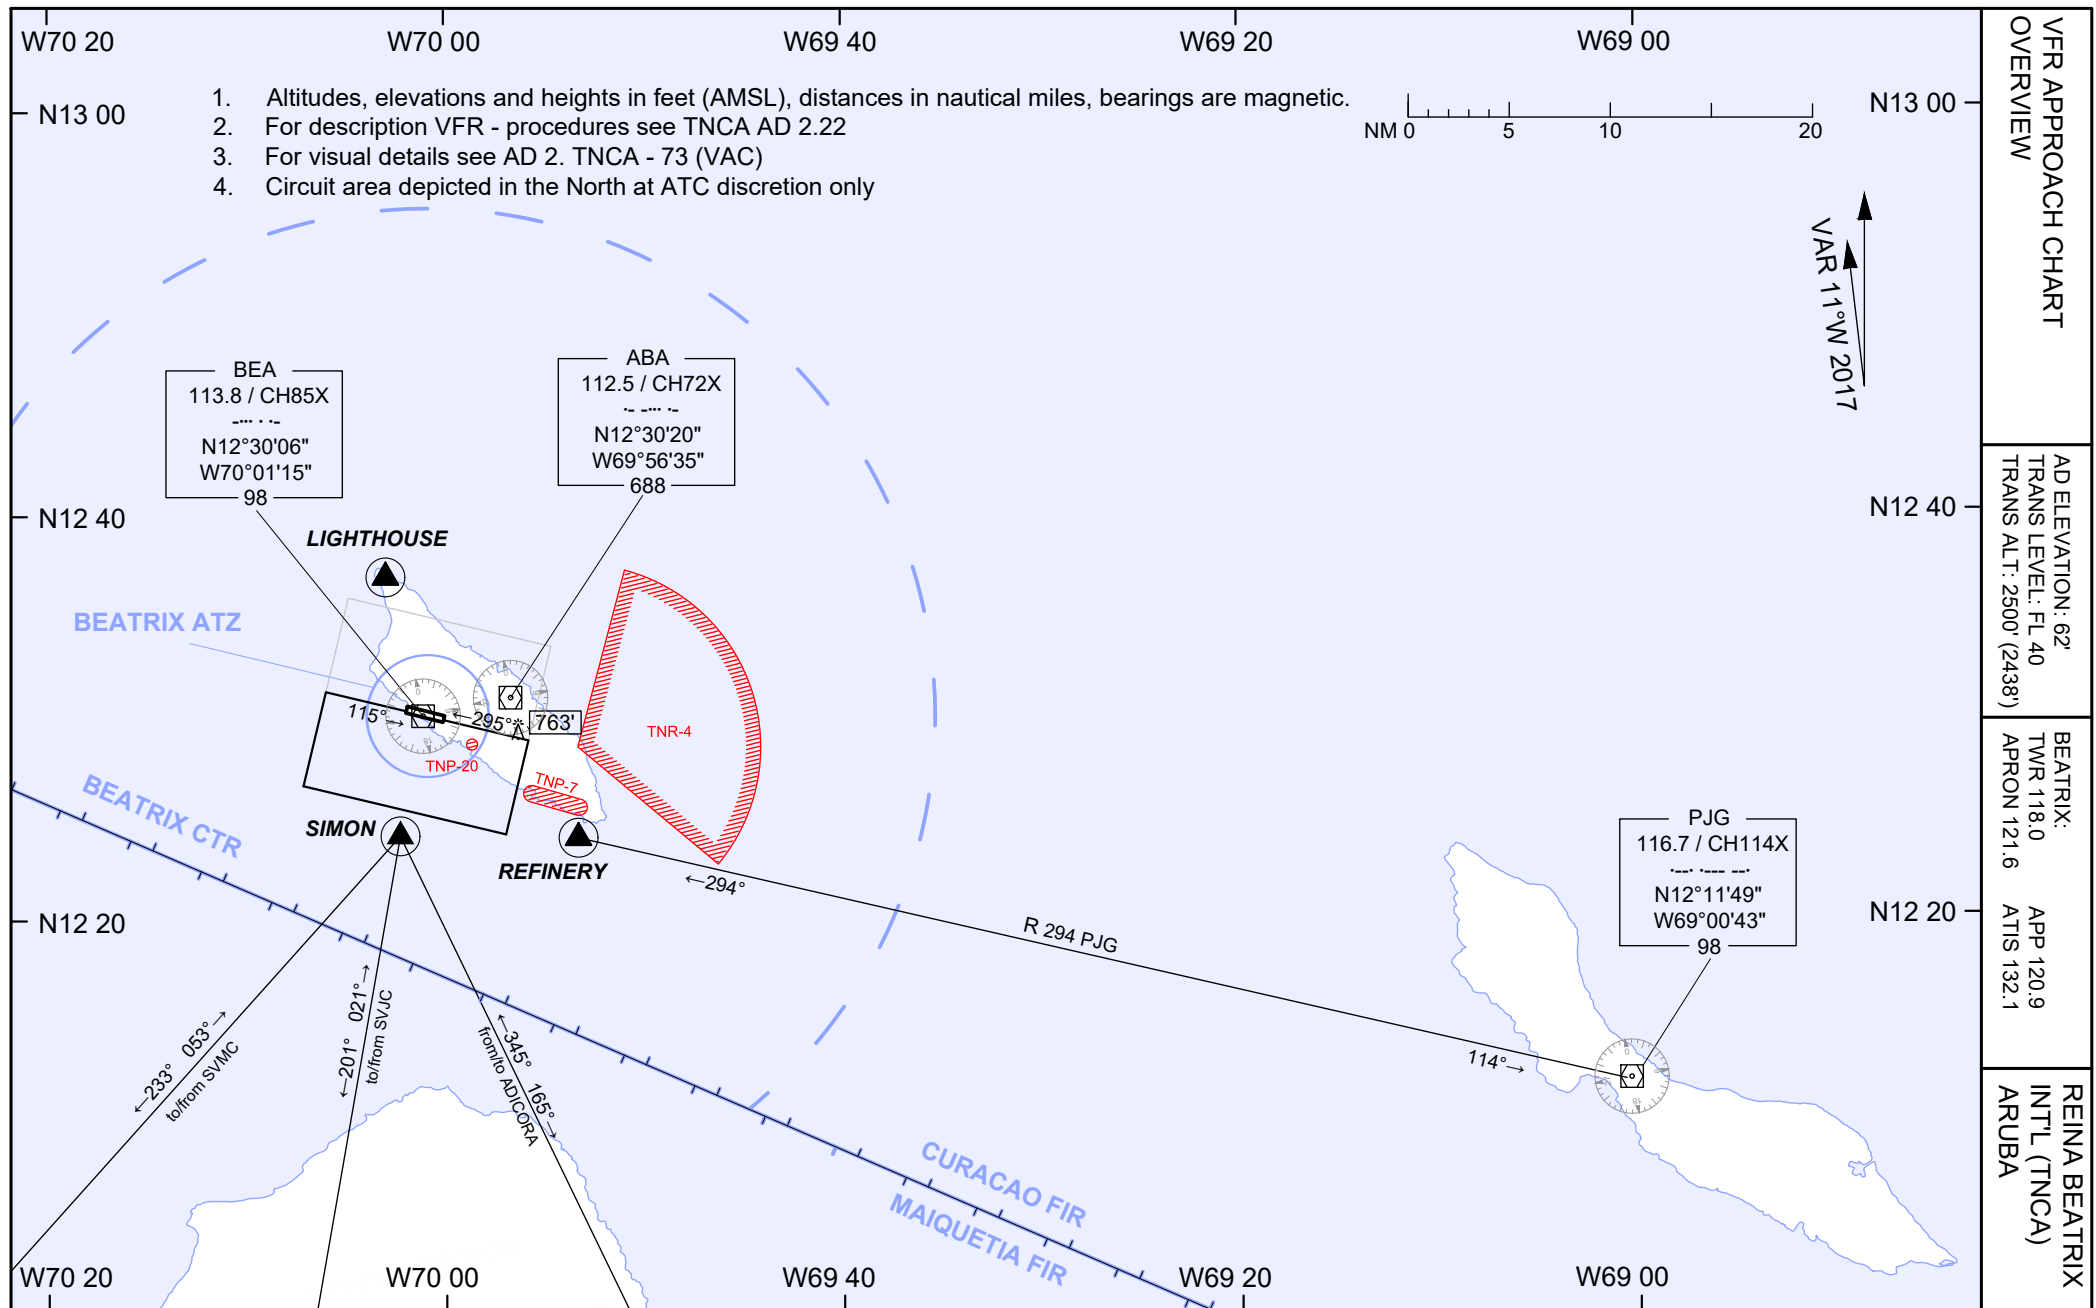 W70 20
W70 00
W69 40
W69 20
W69 00
N13 00
N13 00
1. Altitudes, elevations and heights in feet (AMSL), distances in nautical miles, bearings are magnetic.
2. For description VFR - procedures see TNCA AD 2.22
3. For visual details see AD 2. TNCA - 73 (VAC)
4. Circuit area depicted in the North at ATC discretion only
NM 0 5 10 20
VAR 11°W 2017
BEA
113.8 / CH85X
-··· · ·-
N12°30'06"
W70°01'15"
98
ABA
112.5 / CH72X
·- -··· ·-
N12°30'20"
W69°56'35"
688
N12 40
N12 40
LIGHTHOUSE
BEATRIX ATZ
115°→
←295°
763'
TNR-4
TNP-20
TNP-7
BEATRIX CTR
SIMON
REFINERY
←294°
R 294 PJG
114°→
PJG
116.7 / CH114X
·--· ·--- --·
N12°11'49"
W69°00'43"
98
N12 20
N12 20
←233° 053°→
to/from SVMC
←201° 021°→
to/from SVJC
←345° 165°→
from/to ADICORA
CURACAO FIR
MAIQUETIA FIR
W70 20
W70 00
W69 40
W69 20
W69 00
VFR APPROACH CHART
OVERVIEW
AD ELEVATION: 62'
TRANS LEVEL: FL 40
TRANS ALT: 2500' (2438')
BEATRIX:
TWR 118.0 APP 120.9
APRON 121.6 ATIS 132.1
REINA BEATRIX
INT'L (TNCA)
ARUBA